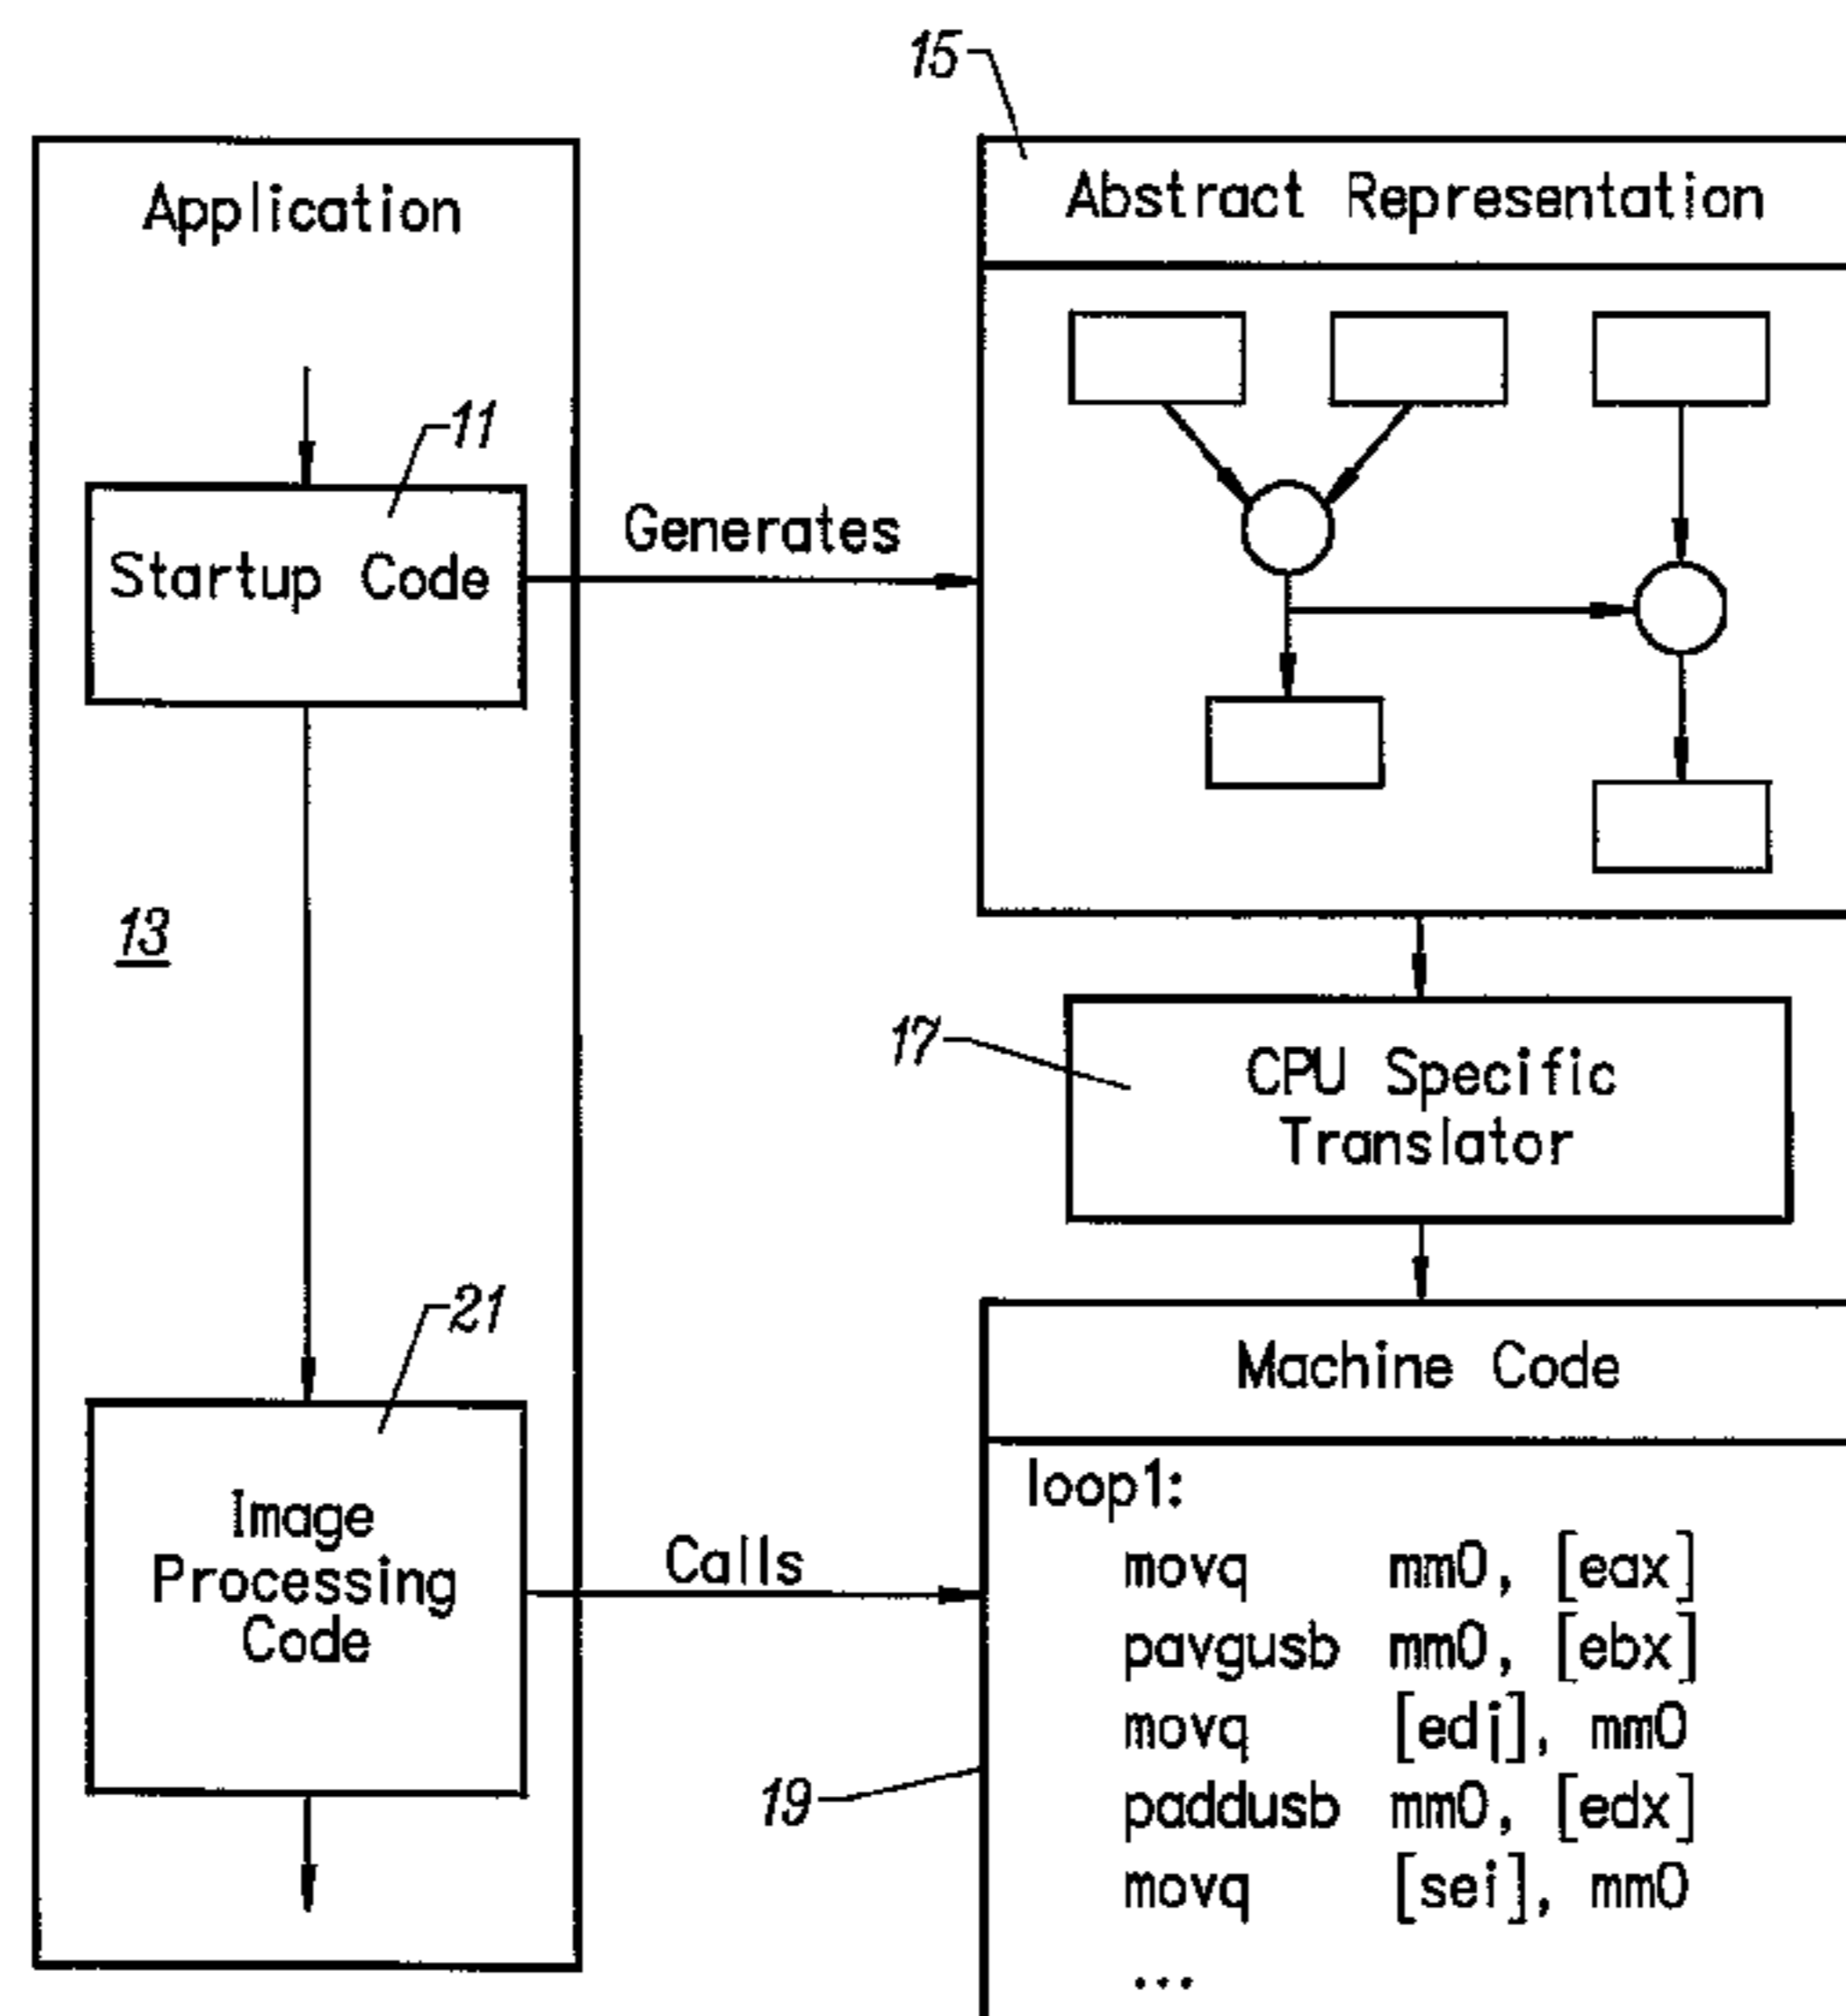 15
Application
Abstract Representation
11
Startup Code
Generates
13
17
CPU Specific
Translator
21
Machine Code
Image
Processing
Code
Calls
loop1:
movq mm0, [eax]
pavgusb mm0, [ebx]
movq [edj], mm0
paddusb mm0, [edx]
movq [sei], mm0
...
19